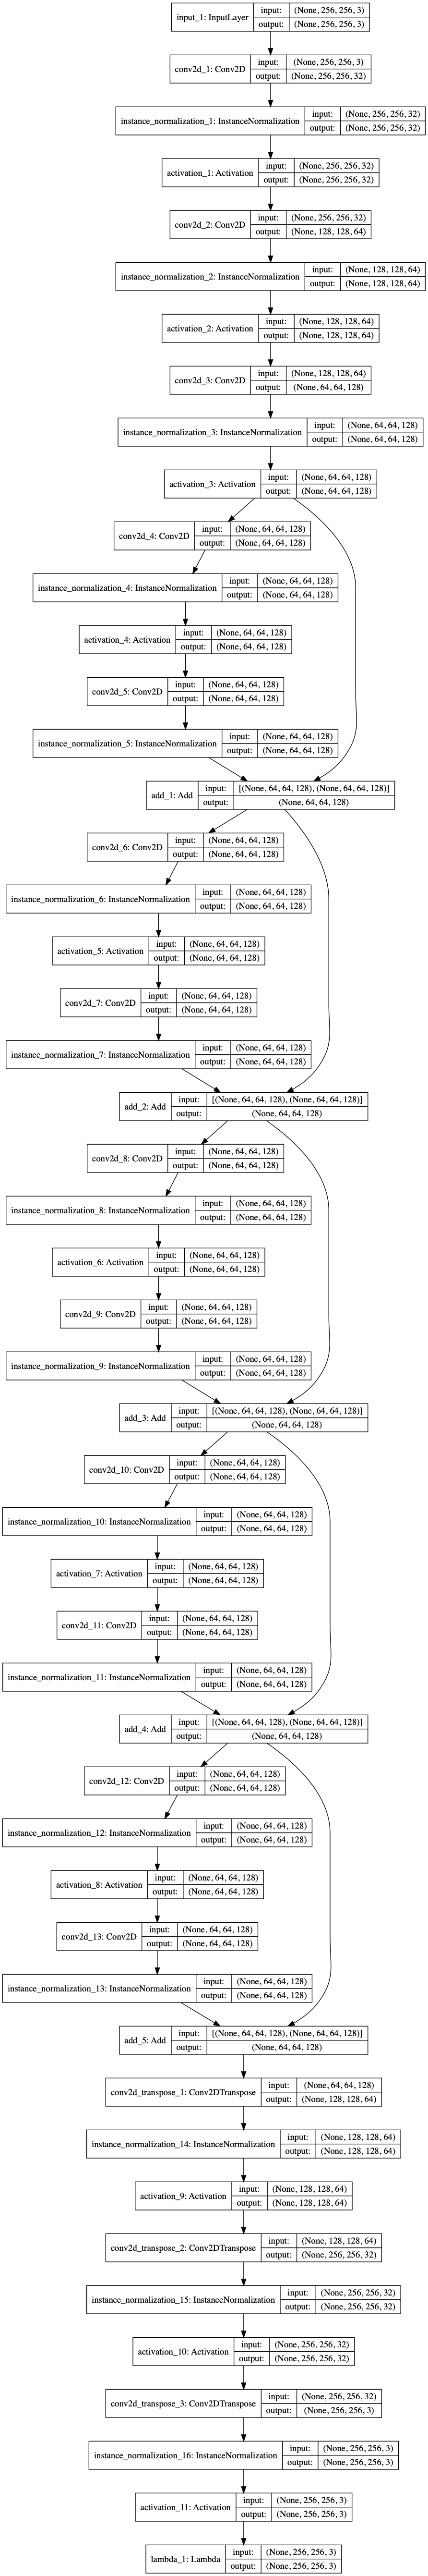 input_1: InputLayer
input: (None, 256, 256, 3)
output: (None, 256, 256, 3)
conv2d_1: Conv2D
input: (None, 256, 256, 3)
output: (None, 256, 256, 32)
instance_normalization_1: InstanceNormalization
input: (None, 256, 256, 32)
output: (None, 256, 256, 32)
activation_1: Activation
input: (None, 256, 256, 32)
output: (None, 256, 256, 32)
conv2d_2: Conv2D
input: (None, 256, 256, 32)
output: (None, 128, 128, 64)
instance_normalization_2: InstanceNormalization
input: (None, 128, 128, 64)
output: (None, 128, 128, 64)
activation_2: Activation
input: (None, 128, 128, 64)
output: (None, 128, 128, 64)
conv2d_3: Conv2D
input: (None, 128, 128, 64)
output: (None, 64, 64, 128)
instance_normalization_3: InstanceNormalization
input: (None, 64, 64, 128)
output: (None, 64, 64, 128)
activation_3: Activation
input: (None, 64, 64, 128)
output: (None, 64, 64, 128)
conv2d_4: Conv2D
input: (None, 64, 64, 128)
output: (None, 64, 64, 128)
instance_normalization_4: InstanceNormalization
input: (None, 64, 64, 128)
output: (None, 64, 64, 128)
activation_4: Activation
input: (None, 64, 64, 128)
output: (None, 64, 64, 128)
conv2d_5: Conv2D
input: (None, 64, 64, 128)
output: (None, 64, 64, 128)
instance_normalization_5: InstanceNormalization
input: (None, 64, 64, 128)
output: (None, 64, 64, 128)
add_1: Add
input: [(None, 64, 64, 128), (None, 64, 64, 128)]
output: (None, 64, 64, 128)
conv2d_6: Conv2D
input: (None, 64, 64, 128)
output: (None, 64, 64, 128)
instance_normalization_6: InstanceNormalization
input: (None, 64, 64, 128)
output: (None, 64, 64, 128)
activation_5: Activation
input: (None, 64, 64, 128)
output: (None, 64, 64, 128)
conv2d_7: Conv2D
input: (None, 64, 64, 128)
output: (None, 64, 64, 128)
instance_normalization_7: InstanceNormalization
input: (None, 64, 64, 128)
output: (None, 64, 64, 128)
add_2: Add
input: [(None, 64, 64, 128), (None, 64, 64, 128)]
output: (None, 64, 64, 128)
conv2d_8: Conv2D
input: (None, 64, 64, 128)
output: (None, 64, 64, 128)
instance_normalization_8: InstanceNormalization
input: (None, 64, 64, 128)
output: (None, 64, 64, 128)
activation_6: Activation
input: (None, 64, 64, 128)
output: (None, 64, 64, 128)
conv2d_9: Conv2D
input: (None, 64, 64, 128)
output: (None, 64, 64, 128)
instance_normalization_9: InstanceNormalization
input: (None, 64, 64, 128)
output: (None, 64, 64, 128)
add_3: Add
input: [(None, 64, 64, 128), (None, 64, 64, 128)]
output: (None, 64, 64, 128)
conv2d_10: Conv2D
input: (None, 64, 64, 128)
output: (None, 64, 64, 128)
instance_normalization_10: InstanceNormalization
input: (None, 64, 64, 128)
output: (None, 64, 64, 128)
activation_7: Activation
input: (None, 64, 64, 128)
output: (None, 64, 64, 128)
conv2d_11: Conv2D
input: (None, 64, 64, 128)
output: (None, 64, 64, 128)
instance_normalization_11: InstanceNormalization
input: (None, 64, 64, 128)
output: (None, 64, 64, 128)
add_4: Add
input: [(None, 64, 64, 128), (None, 64, 64, 128)]
output: (None, 64, 64, 128)
conv2d_12: Conv2D
input: (None, 64, 64, 128)
output: (None, 64, 64, 128)
instance_normalization_12: InstanceNormalization
input: (None, 64, 64, 128)
output: (None, 64, 64, 128)
activation_8: Activation
input: (None, 64, 64, 128)
output: (None, 64, 64, 128)
conv2d_13: Conv2D
input: (None, 64, 64, 128)
output: (None, 64, 64, 128)
instance_normalization_13: InstanceNormalization
input: (None, 64, 64, 128)
output: (None, 64, 64, 128)
add_5: Add
input: [(None, 64, 64, 128), (None, 64, 64, 128)]
output: (None, 64, 64, 128)
conv2d_transpose_1: Conv2DTranspose
input: (None, 64, 64, 128)
output: (None, 128, 128, 64)
instance_normalization_14: InstanceNormalization
input: (None, 128, 128, 64)
output: (None, 128, 128, 64)
activation_9: Activation
input: (None, 128, 128, 64)
output: (None, 128, 128, 64)
conv2d_transpose_2: Conv2DTranspose
input: (None, 128, 128, 64)
output: (None, 256, 256, 32)
instance_normalization_15: InstanceNormalization
input: (None, 256, 256, 32)
output: (None, 256, 256, 32)
activation_10: Activation
input: (None, 256, 256, 32)
output: (None, 256, 256, 32)
conv2d_transpose_3: Conv2DTranspose
input: (None, 256, 256, 32)
output: (None, 256, 256, 3)
instance_normalization_16: InstanceNormalization
input: (None, 256, 256, 3)
output: (None, 256, 256, 3)
activation_11: Activation
input: (None, 256, 256, 3)
output: (None, 256, 256, 3)
lambda_1: Lambda
input: (None, 256, 256, 3)
output: (None, 256, 256, 3)